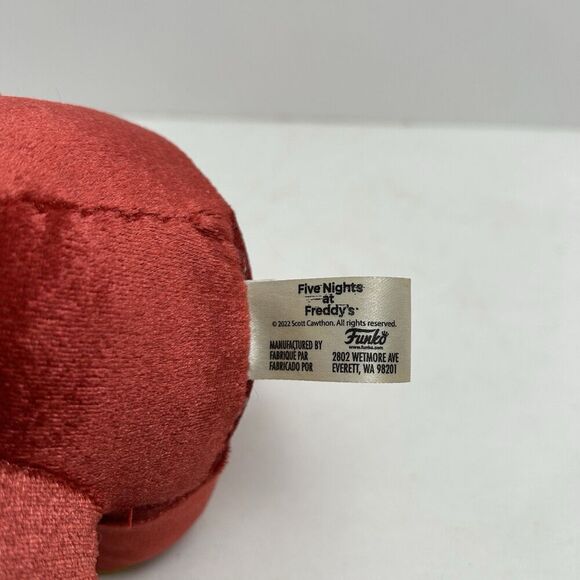 Five Nights
at
Freddy's
© 2022 Scott Cawthon. All rights reserved.
MANUFACTURED BY
FABRIQUÉ PAR
FABRICADO POR
Funko
www.funko.com
2802 WETMORE AVE
EVERETT, WA 98201